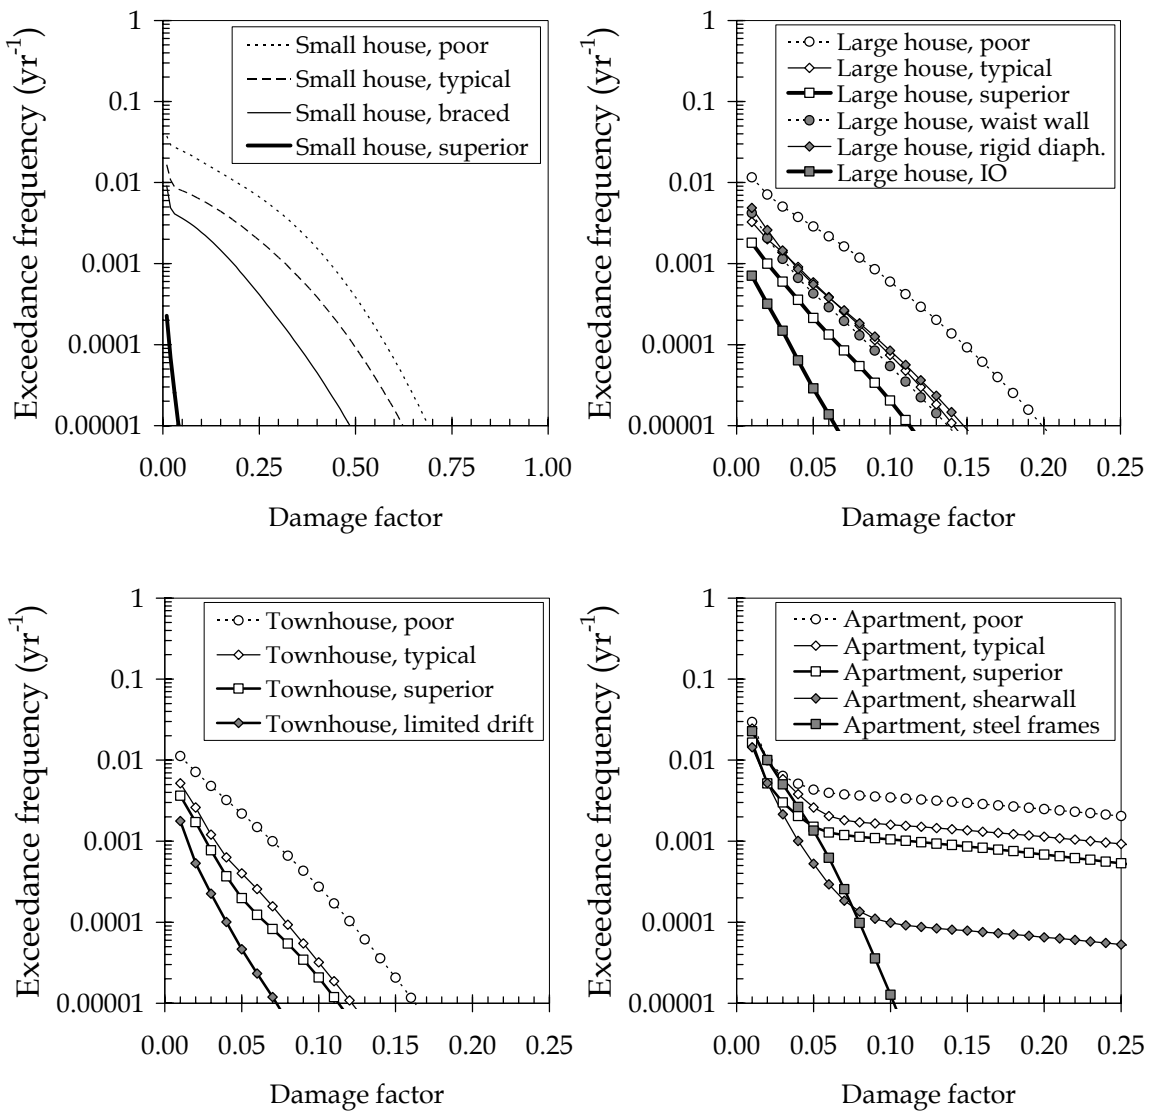 Exceedance frequency (yr⁻¹)
1
0.1
0.01
0.001
0.0001
0.00001
Small house, poor
Small house, typical
Small house, braced
Small house, superior
0.00 0.25 0.50 0.75 1.00
Damage factor
Exceedance frequency (yr⁻¹)
1
0.1
0.01
0.001
0.0001
0.00001
Large house, poor
Large house, typical
Large house, superior
Large house, waist wall
Large house, rigid diaph.
Large house, IO
0.00 0.05 0.10 0.15 0.20 0.25
Damage factor
Exceedance frequency (yr⁻¹)
1
0.1
0.01
0.001
0.0001
0.00001
Townhouse, poor
Townhouse, typical
Townhouse, superior
Townhouse, limited drift
0.00 0.05 0.10 0.15 0.20 0.25
Damage factor
Exceedance frequency (yr⁻¹)
1
0.1
0.01
0.001
0.0001
0.00001
Apartment, poor
Apartment, typical
Apartment, superior
Apartment, shearwall
Apartment, steel frames
0.00 0.05 0.10 0.15 0.20 0.25
Damage factor